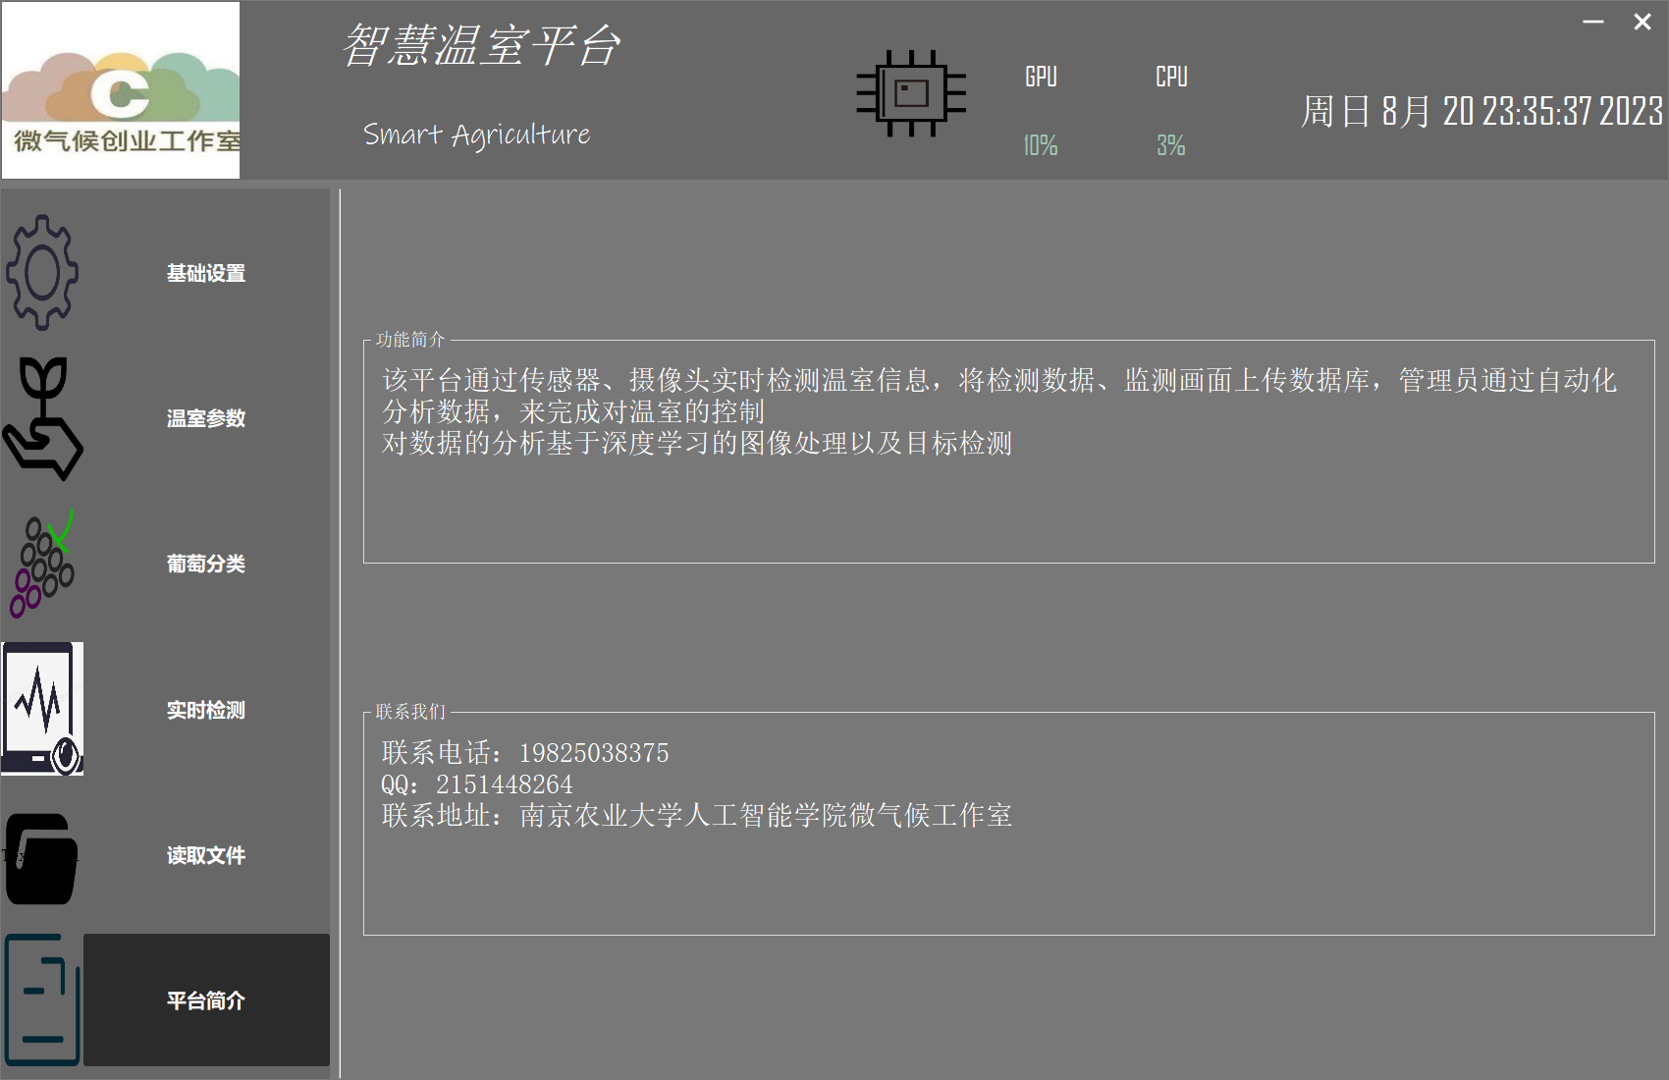 微气候创业工作室
智慧温室平台
Smart Agriculture
GPU
CPU
10%
3%
周日 8月 20 23:35:37 2023
基础设置
温室参数
葡萄分类
实时检测
读取文件
平台简介
功能简介
该平台通过传感器、摄像头实时检测温室信息，将检测数据、监测画面上传数据库，管理员通过自动化
分析数据，来完成对温室的控制
对数据的分析基于深度学习的图像处理以及目标检测
联系我们
联系电话：19825038375
QQ：2151448264
联系地址：南京农业大学人工智能学院微气候工作室